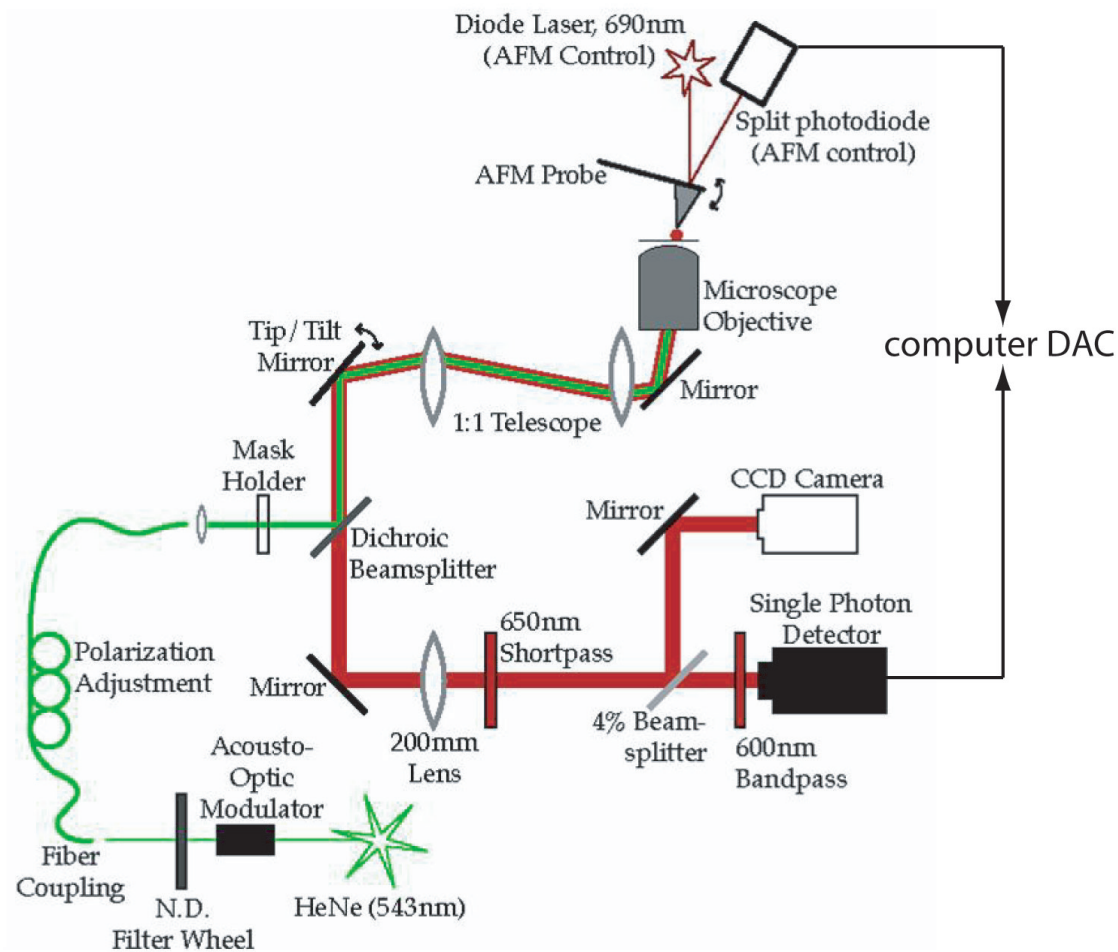 Diode Laser, 690nm
(AFM Control)
Split photodiode
(AFM control)
AFM Probe
Microscope
Objective
Tip/Tilt
Mirror
computer DAC
Mirror
1:1 Telescope
Mask
Holder
CCD Camera
Mirror
Dichroic
Beamsplitter
650nm
Shortpass
Single Photon
Detector
Polarization
Adjustment
Mirror
4% Beam-
splitter
200mm
Lens
600nm
Bandpass
Acousto-
Optic
Modulator
Fiber
Coupling
N.D.
Filter Wheel
HeNe (543nm)